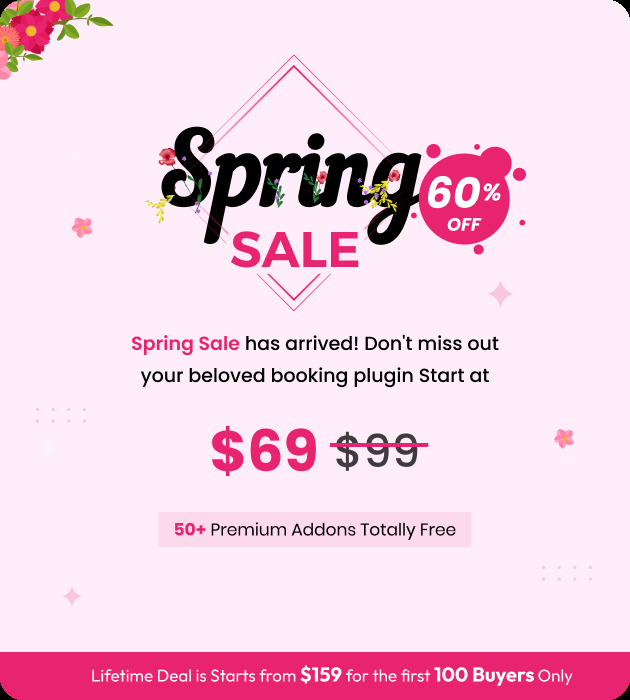 Spring
60%
OFF
SALE
Spring Sale has arrived! Don't miss out
your beloved booking plugin Start at
$69 $99
50+ Premium Addons Totally Free
Lifetime Deal is Starts from $159 for the first 100 Buyers Only